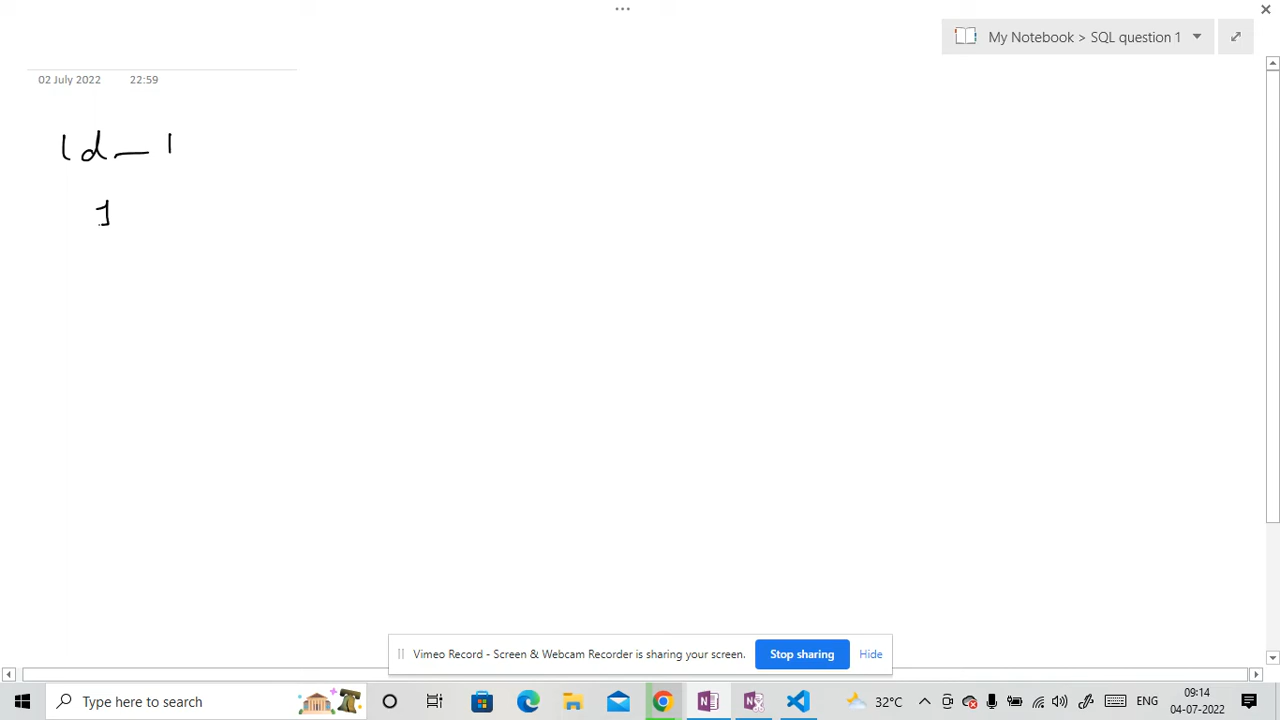 ...
My Notebook > SQL question 1
02 July 2022 22:59
id_1
1
Vimeo Record - Screen & Webcam Recorder is sharing your screen. Stop sharing Hide
Type here to search
32°C
ENG
09:14
04-07-2022